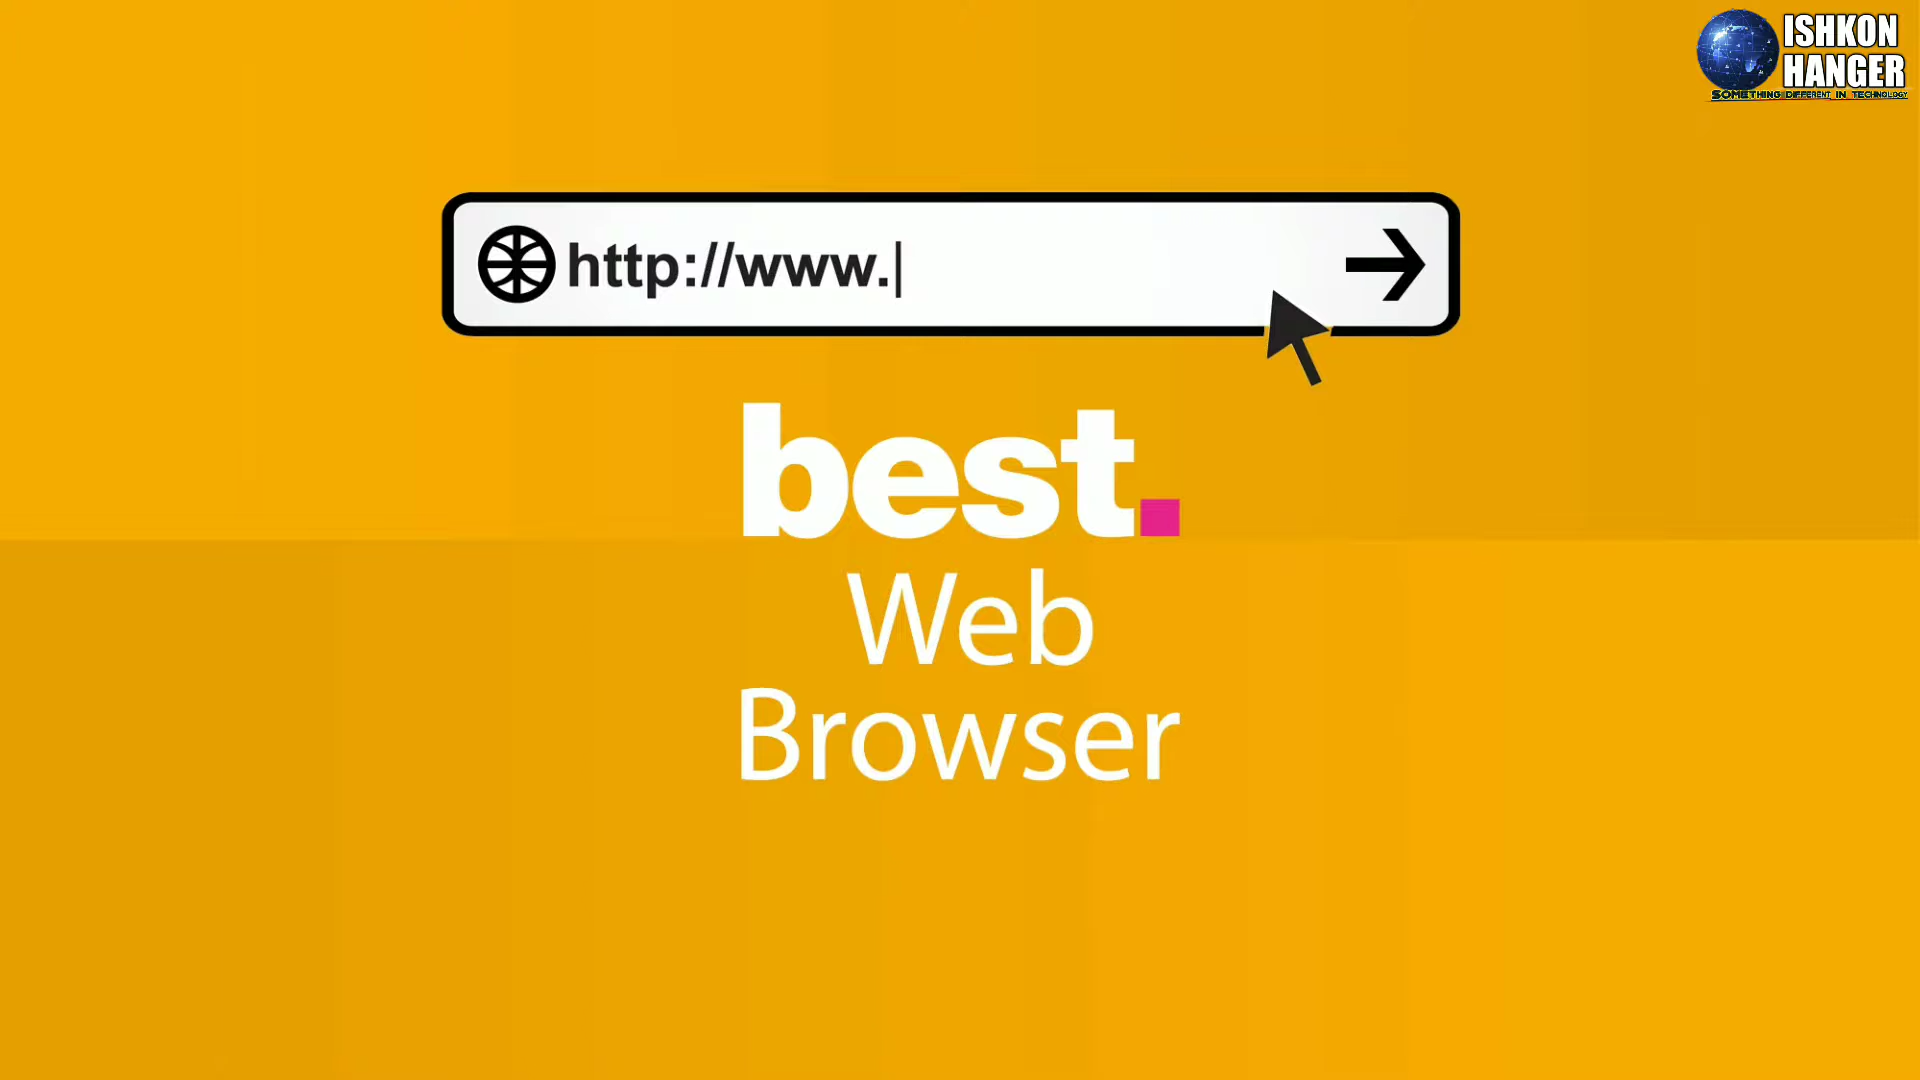 ISHKON
HANGER
SOMETHING DIFFERENT IN TECHNOLOGY
http://www.|
best.
Web
Browser